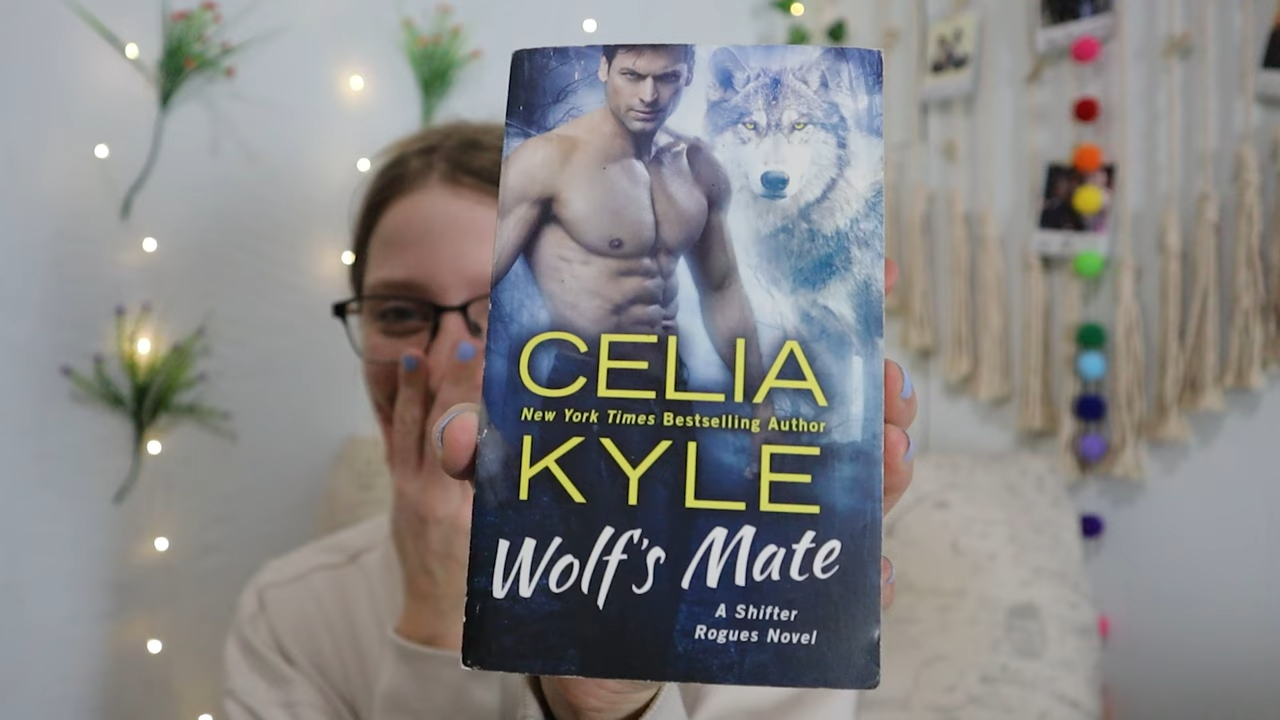 CELIA
New York Times Bestselling Author
KYLE
Wolf's Mate
A Shifter
Rogues Novel